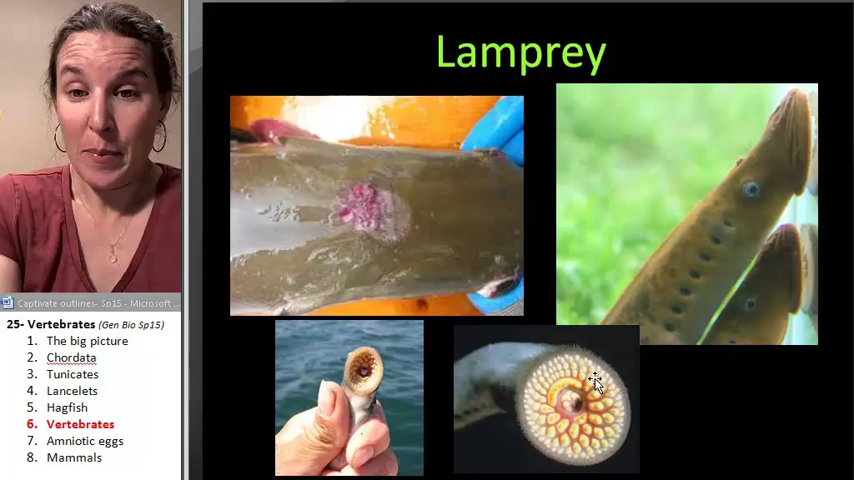 Lamprey
Captivate outlines- Sp15 - Microsoft ...
25- Vertebrates (Gen Bio Sp15)
1. The big picture
2. Chordata
3. Tunicates
4. Lancelets
5. Hagfish
6. Vertebrates
7. Amniotic eggs
8. Mammals